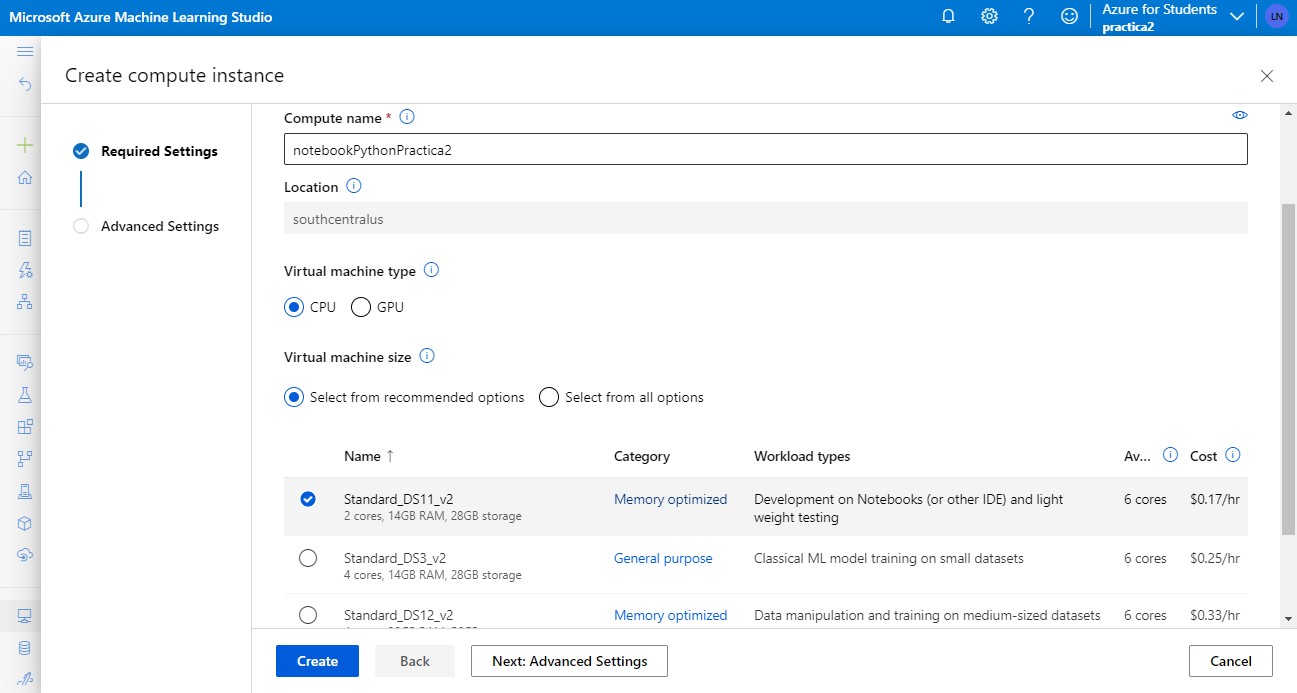 Microsoft Azure Machine Learning Studio
Azure for Students
practica2
LN
Create compute instance
Required Settings
Advanced Settings
Compute name *
notebookPythonPractica2
Location
southcentralus
Virtual machine type
CPU GPU
Virtual machine size
Select from recommended options Select from all options
Name ↑ Category Workload types Av... Cost
Standard_DS11_v2 Memory optimized Development on Notebooks (or other IDE) and light 6 cores $0.17/hr
2 cores, 14GB RAM, 28GB storage weight testing
Standard_DS3_v2 General purpose Classical ML model training on small datasets 6 cores $0.25/hr
4 cores, 14GB RAM, 28GB storage
Standard_DS12_v2 Memory optimized Data manipulation and training on medium-sized datasets 6 cores $0.33/hr
Create Back Next: Advanced Settings Cancel